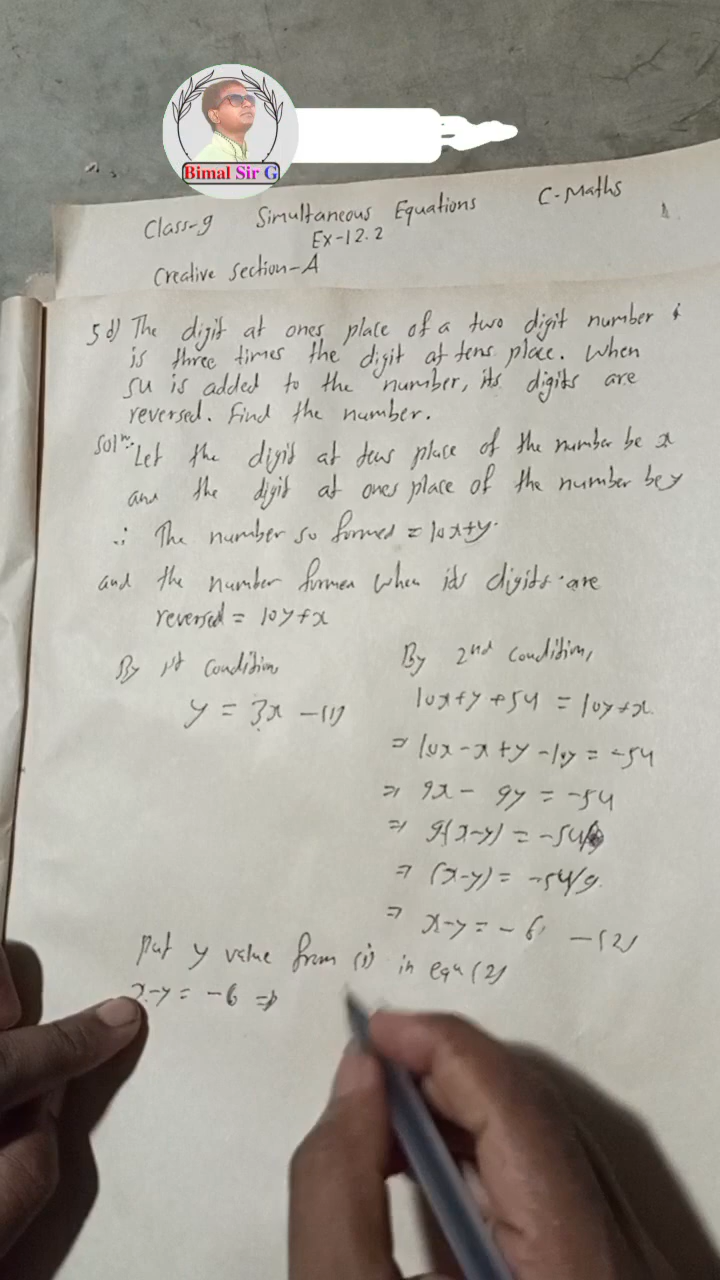 Bimal Sir G
Class-9 Simultaneous Equations C-Maths
Ex-12.2
Creative Section-A
5 d) The digit at ones place of a two digit number
is three times the digit at tens place. When
54 is added to the number, its digits are
reversed. Find the number.
Solⁿ: Let the digit at tens place of the number be x
and the digit at ones place of the number be y
∴ The number so formed = 10x+y.
and the number formed when its digits are
reversed = 10y+x
By 1st Condition,
y = 3x -(1)
By 2nd Condition,
10x+y+54 = 10y+x.
⇒ 10x-x+y-10y = -54
⇒ 9x - 9y = -54
⇒ 9(x-y) = -54
⇒ (x-y) = -54/9.
⇒ x-y = -6 -(2)
Put y value from (i) in equ (2)
x-y = -6 ⇒